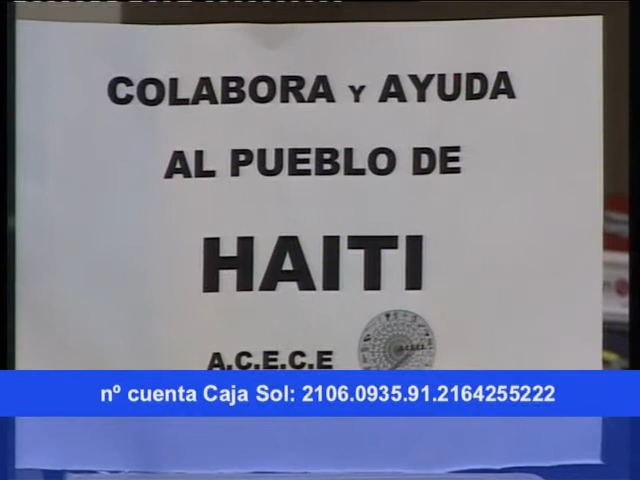 COLABORA Y AYUDA
AL PUEBLO DE
HAITI
A.C.E.C.E
nº cuenta Caja Sol: 2106.0935.91.2164255222